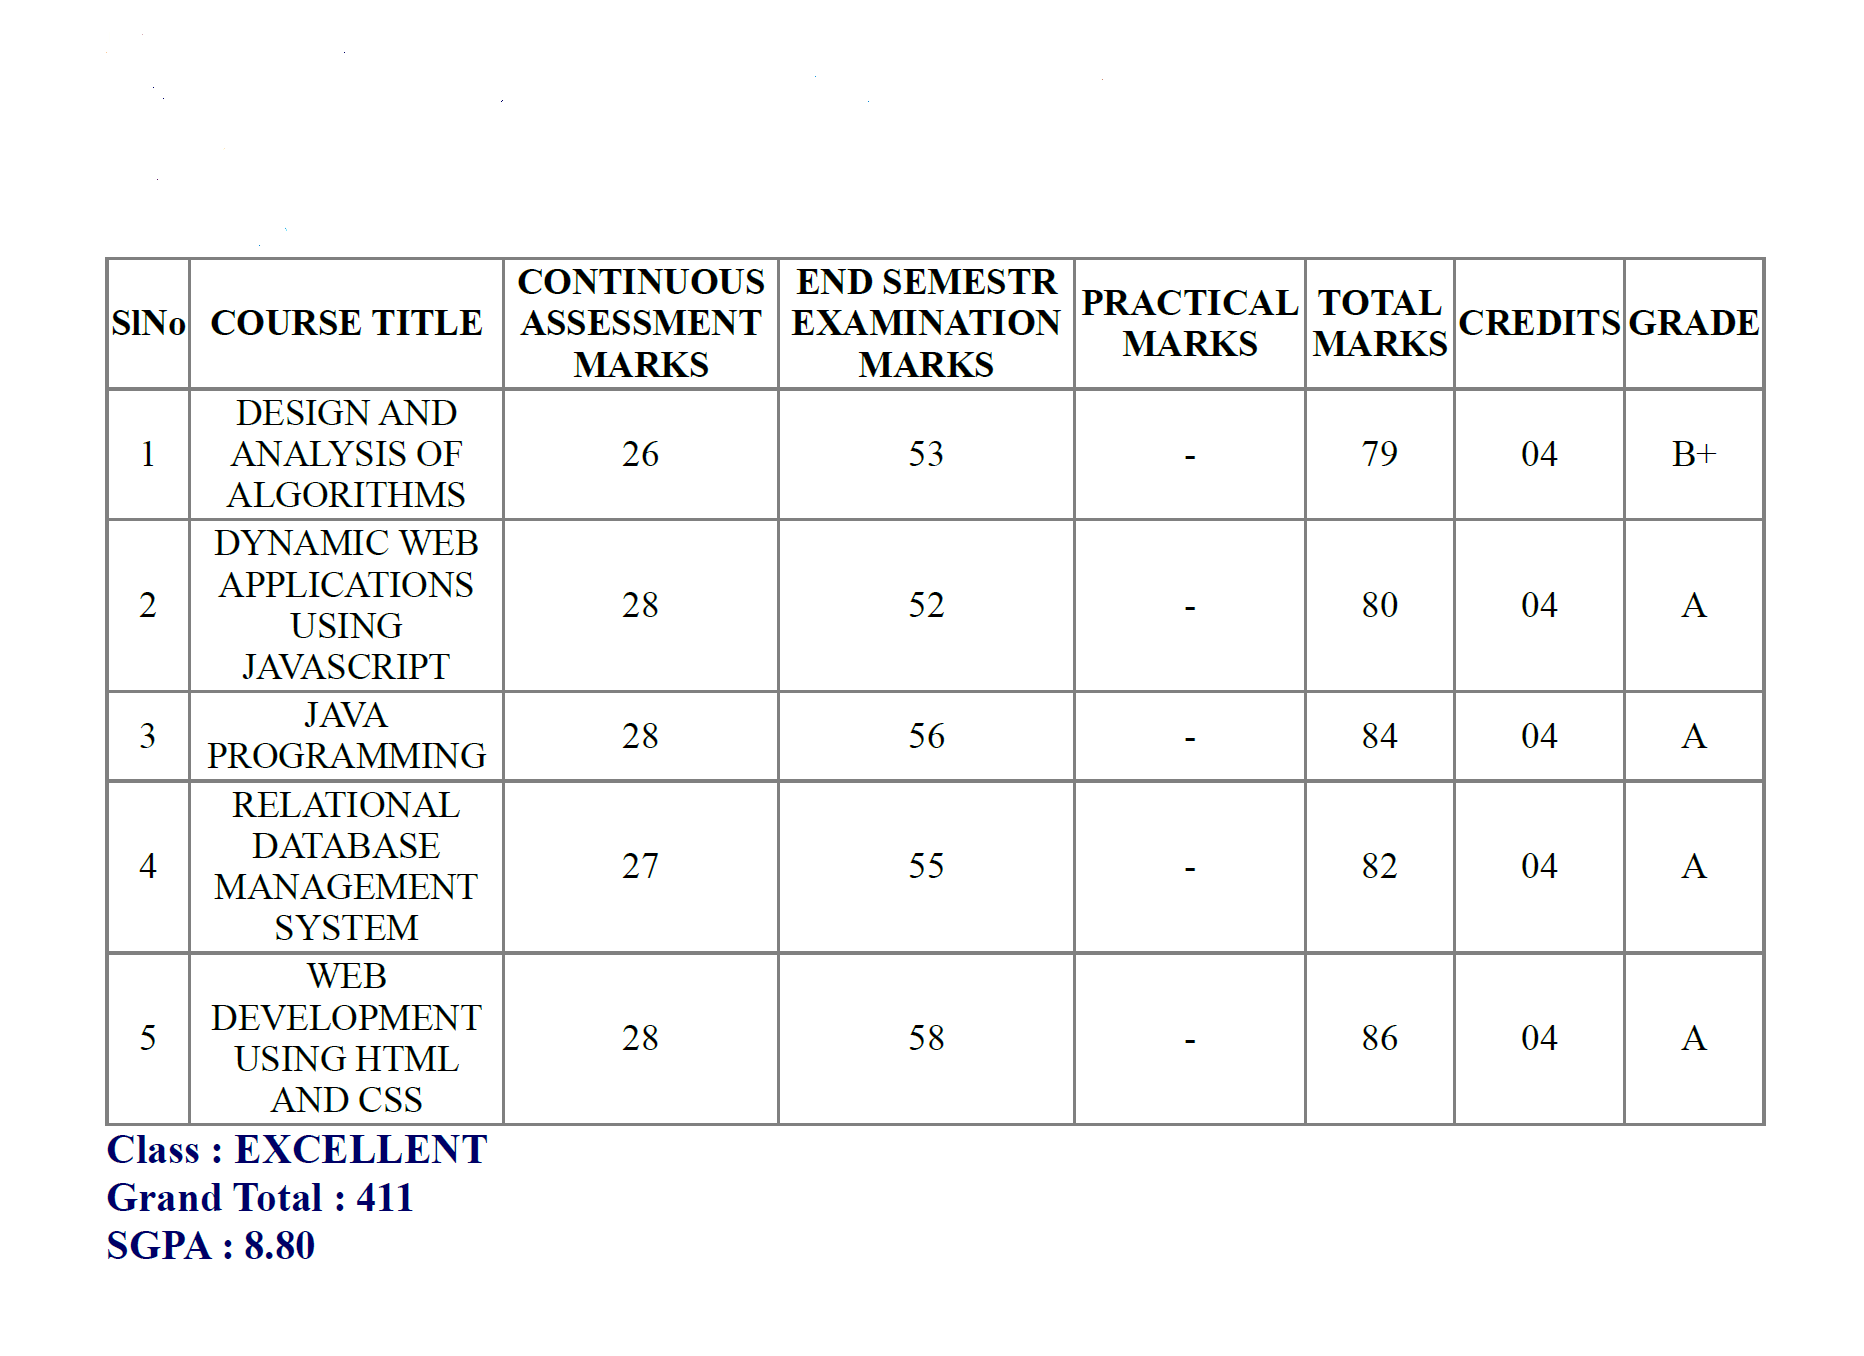 SlNo COURSE TITLE CONTINUOUS ASSESSMENT MARKS END SEMESTR EXAMINATION MARKS PRACTICAL MARKS TOTAL MARKS CREDITS GRADE
1 DESIGN AND ANALYSIS OF ALGORITHMS 26 53 - 79 04 B+
2 DYNAMIC WEB APPLICATIONS USING JAVASCRIPT 28 52 - 80 04 A
3 JAVA PROGRAMMING 28 56 - 84 04 A
4 RELATIONAL DATABASE MANAGEMENT SYSTEM 27 55 - 82 04 A
5 WEB DEVELOPMENT USING HTML AND CSS 28 58 - 86 04 A
Class : EXCELLENT
Grand Total : 411
SGPA : 8.80